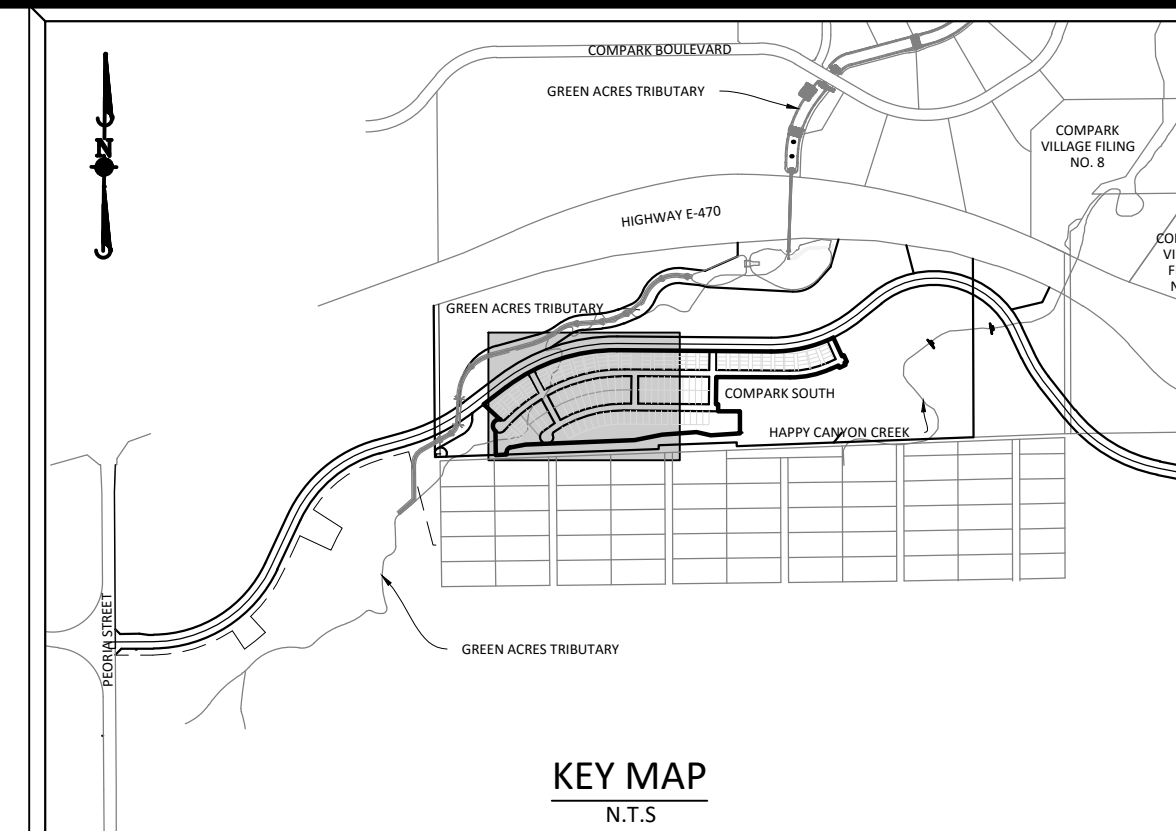 COMPARK BOULEVARD
GREEN ACRES TRIBUTARY
N
COMPARK
VILLAGE FILING
NO. 8
HIGHWAY E-470
GREEN ACRES TRIBUTARY
COMPARK SOUTH
HAPPY CANYON CREEK
PEORIA STREET
GREEN ACRES TRIBUTARY
KEY MAP
N.T.S